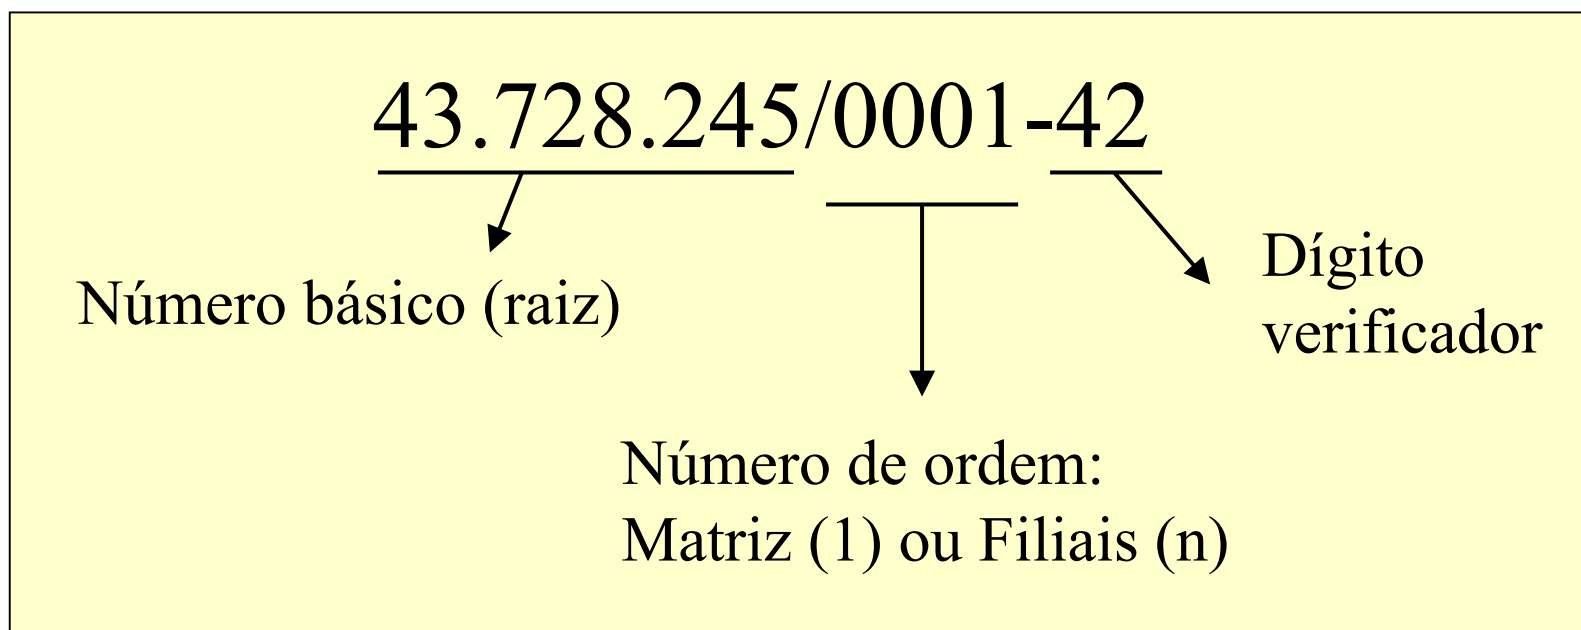 43.728.245/0001-42
Número básico (raiz)
Dígito
verificador
Número de ordem:
Matriz (1) ou Filiais (n)